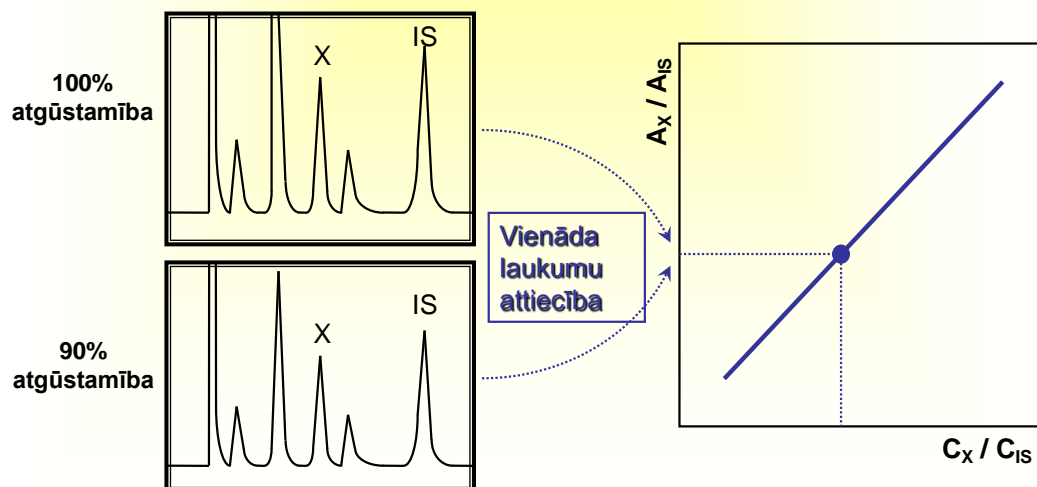 100%
atgūstamība
X
IS
90%
atgūstamība
X
IS
Vienāda
laukumu
attiecība
A_X / A_IS
C_X / C_IS